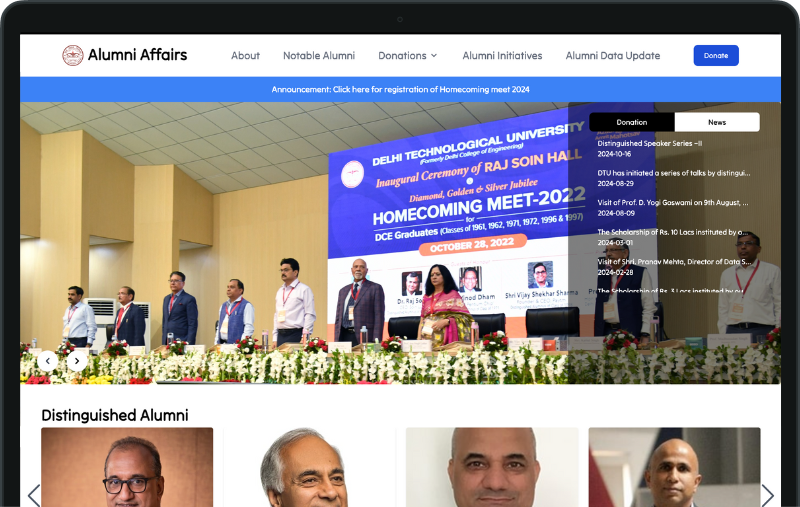 Alumni Affairs
About
Notable Alumni
Donations
Alumni Initiatives
Alumni Data Update
Donate
Announcement: Click here for registration of Homecoming meet 2024
DELHI TECHNOLOGICAL UNIVERSITY
(Formerly Delhi College of Engineering)
Inaugural Ceremony of RAJ SOIN HALL
Diamond, Golden & Silver Jubilee
HOMECOMING MEET-2022
for
DCE Graduates (Classes of 1961, 1962, 1971, 1972, 1996 & 1997)
OCTOBER 28, 2022
Dr. Raj
Vinod Dham
Shri Vijay Shekhar Sharma
Donation
News
Distinguished Speaker Series –II
2024-10-16
DTU has initiated a series of talks by distingui...
2024-08-29
Visit of Prof. D. Yogi Goswami on 9th August, ...
2024-08-09
The Scholarship of Rs. 10 Lacs instituted by o...
2024-03-01
Visit of Shri. Pranav Mehta, Director of Data S...
2024-02-28
The Scholarship of Rs. 3 Lacs instituted by our
Distinguished Alumni